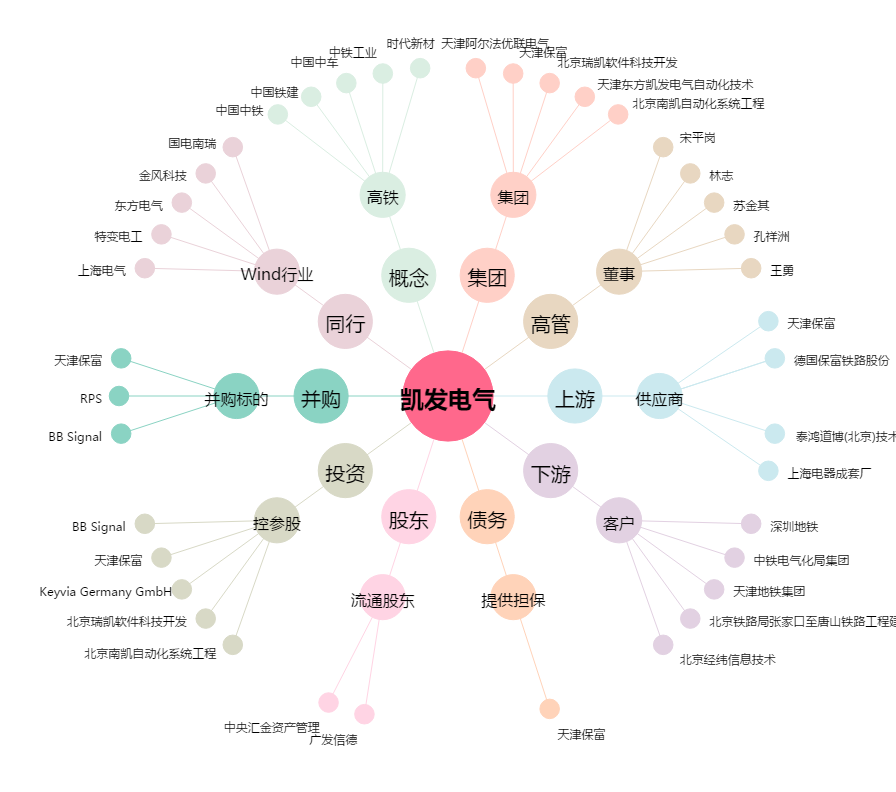 时代新材
天津阿尔法优联电气
中铁工业
天津保富
中国中车
北京瑞凯软件科技开发
中国铁建
天津东方凯发电气自动化技术
中国中铁
北京南凯自动化系统工程
国电南瑞
宋平岗
金风科技
林志
东方电气
高铁
集团
苏金其
特变电工
孔祥洲
上海电气
Wind行业
概念
集团
董事
王勇
同行
高管
天津保富
天津保富
德国保富铁路股份
RPS
并购标的
并购
凯发电气
上游
供应商
BB Signal
泰鸿道博(北京)技术
投资
下游
上海电器成套厂
BB Signal
控参股
股东
债务
客户
深圳地铁
天津保富
中铁电气化局集团
Keyvia Germany GmbH
天津地铁集团
流通股东
提供担保
北京瑞凯软件科技开发
北京铁路局张家口至唐山铁路工程建
北京南凯自动化系统工程
北京经纬信息技术
中央汇金资产管理
广发信德
天津保富